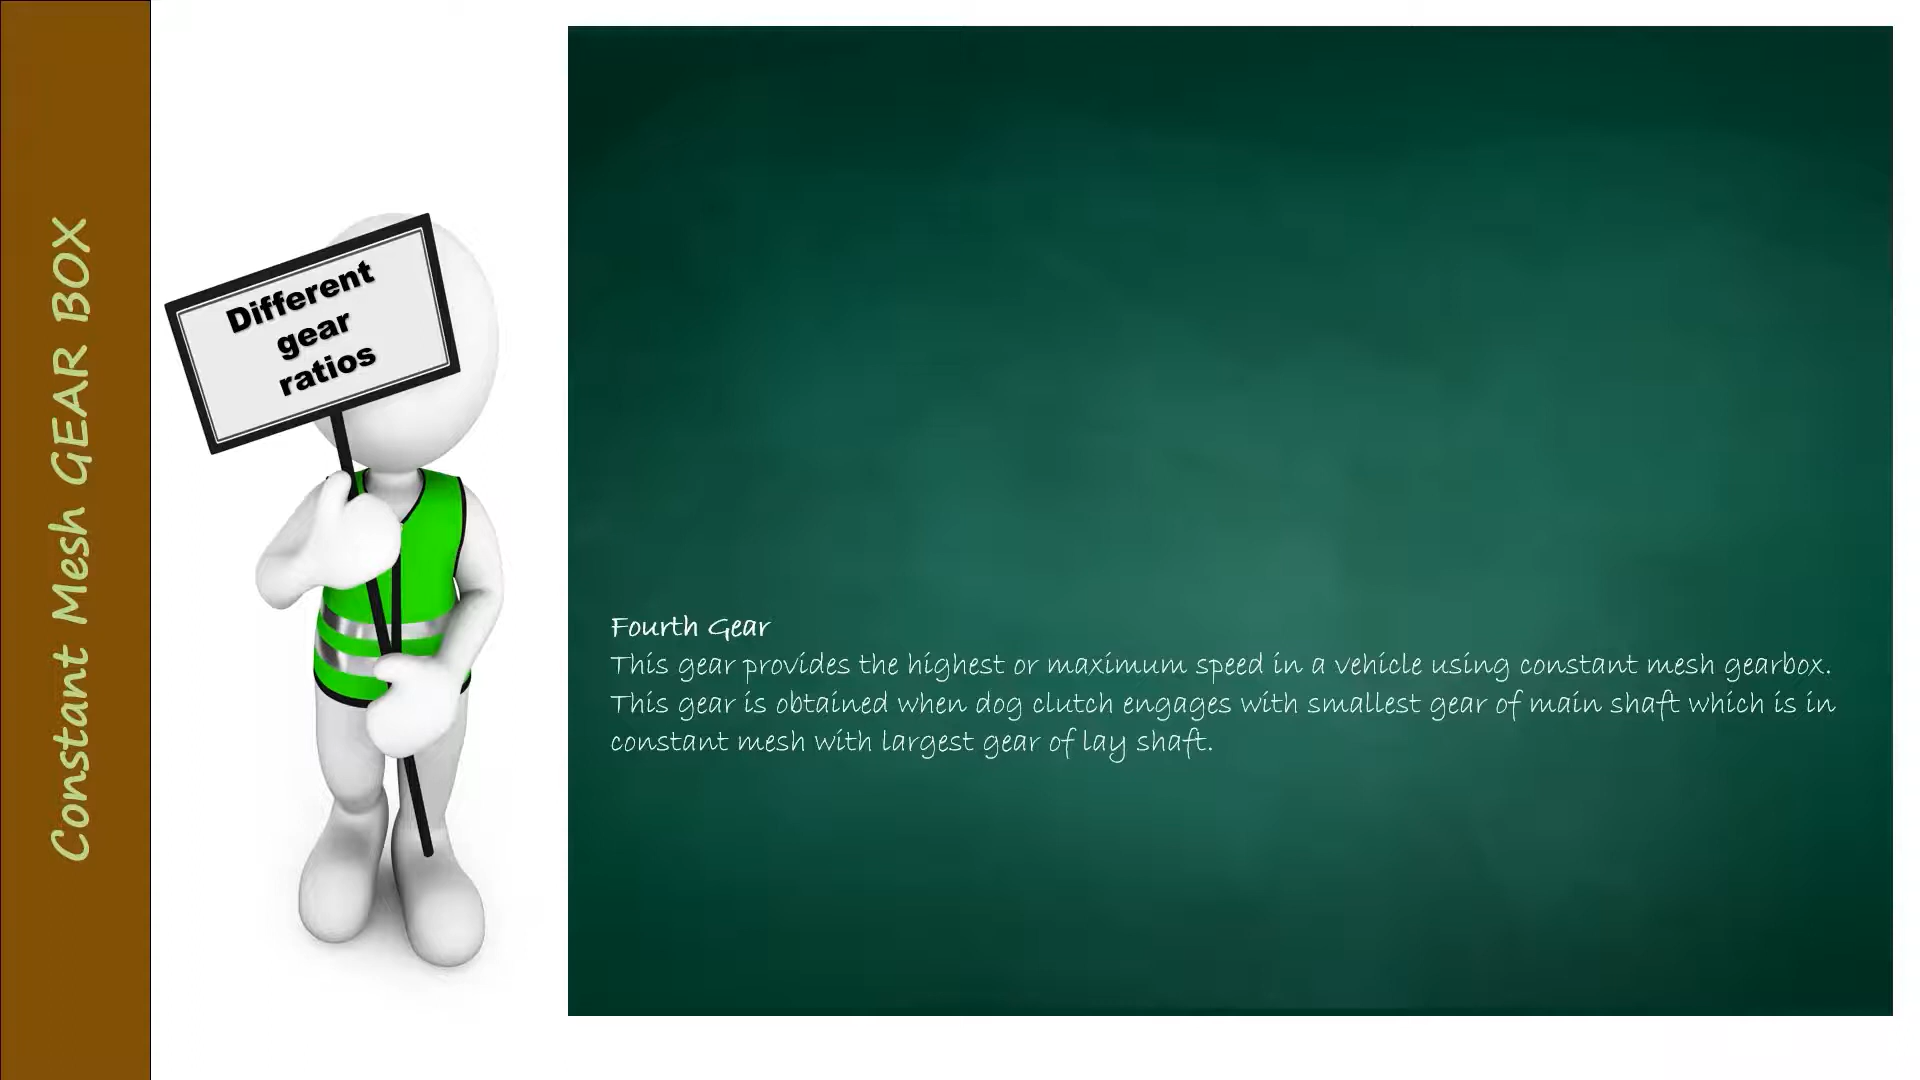 Constant Mesh GEAR BOX
Different
gear
ratios
Fourth Gear
This gear provides the highest or maximum speed in a vehicle using constant mesh gearbox.
This gear is obtained when dog clutch engages with smallest gear of main shaft which is in
constant mesh with largest gear of lay shaft.